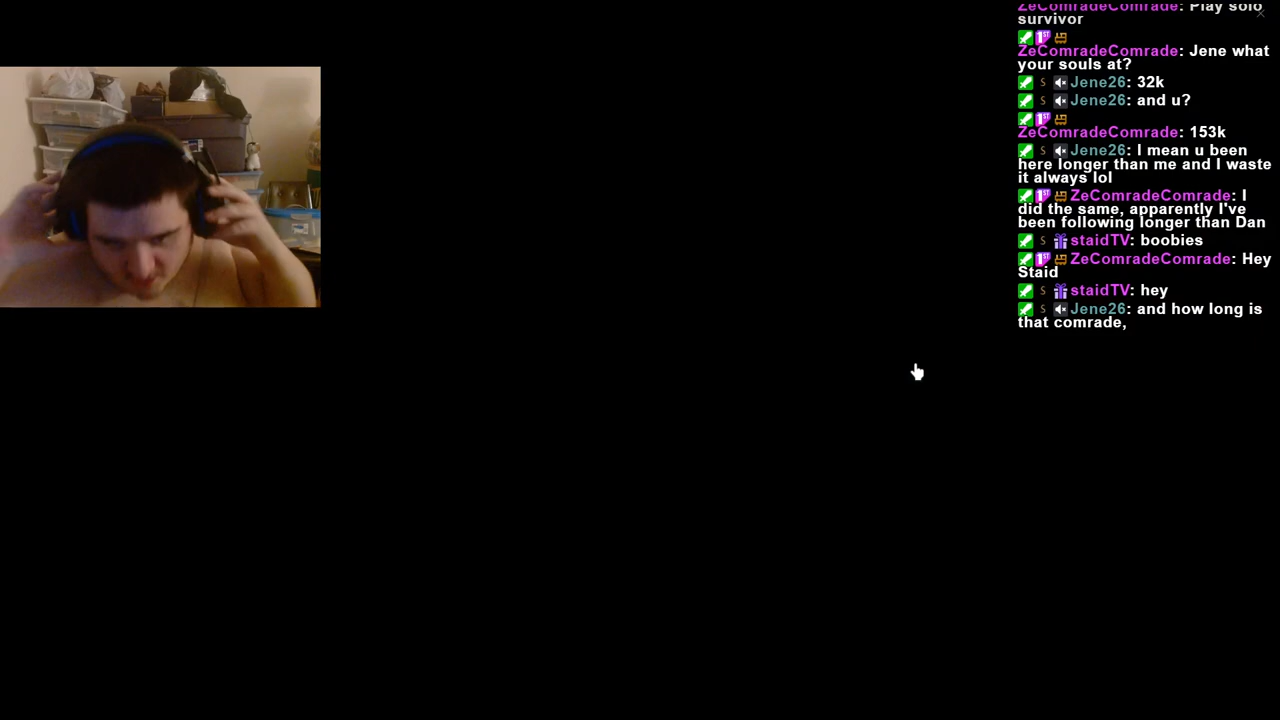 ZeComradeComrade: Play solo
survivor
ZeComradeComrade: Jene what
your souls at?
Jene26: 32k
Jene26: and u?
ZeComradeComrade: 153k
Jene26: I mean u been
here longer than me and I waste
it always lol
ZeComradeComrade: I
did the same, apparently I've
been following longer than Dan
staidTV: boobies
ZeComradeComrade: Hey
Staid
staidTV: hey
Jene26: and how long is
that comrade,